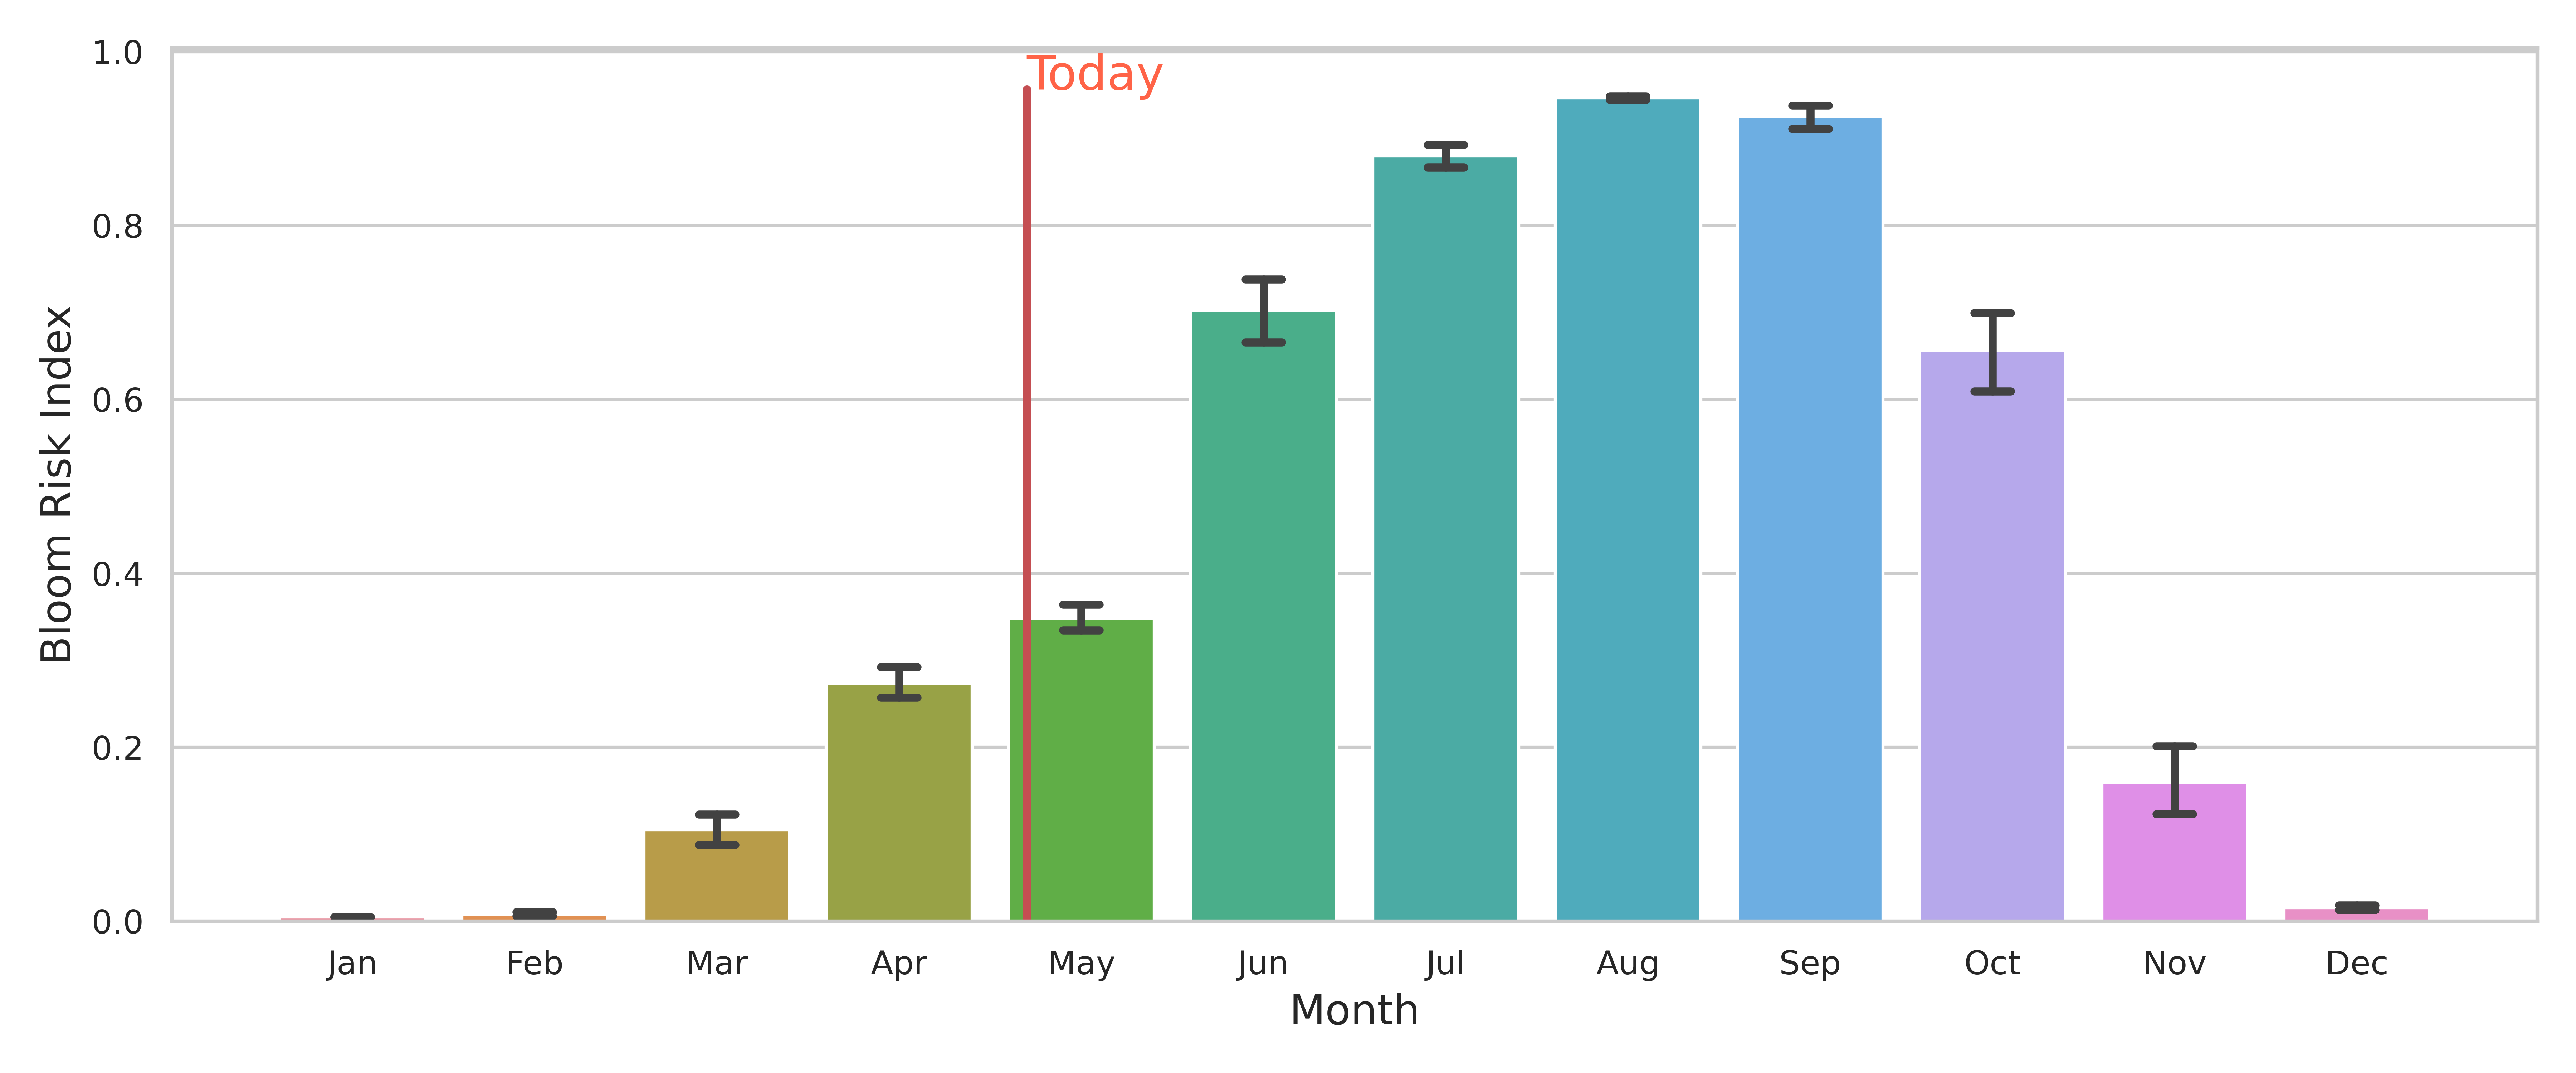 Today
Bloom Risk Index
1.0
0.8
0.6
0.4
0.2
0.0
Jan Feb Mar Apr May Jun Jul Aug Sep Oct Nov Dec
Month